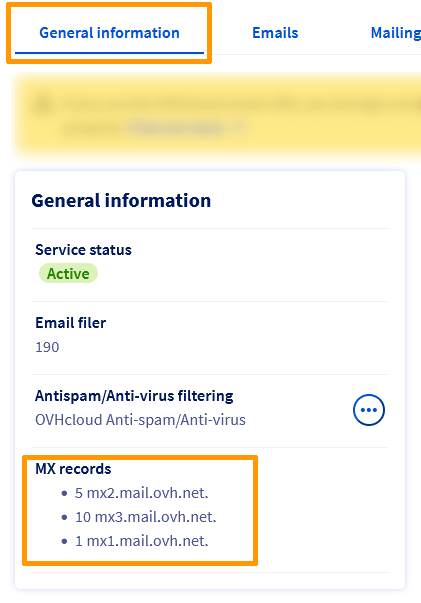 General information
Emails
Mailing
General information
Service status
Active
Email filer
190
Antispam/Anti-virus filtering
OVHcloud Anti-spam/Anti-virus
MX records
5 mx2.mail.ovh.net.
10 mx3.mail.ovh.net.
1 mx1.mail.ovh.net.